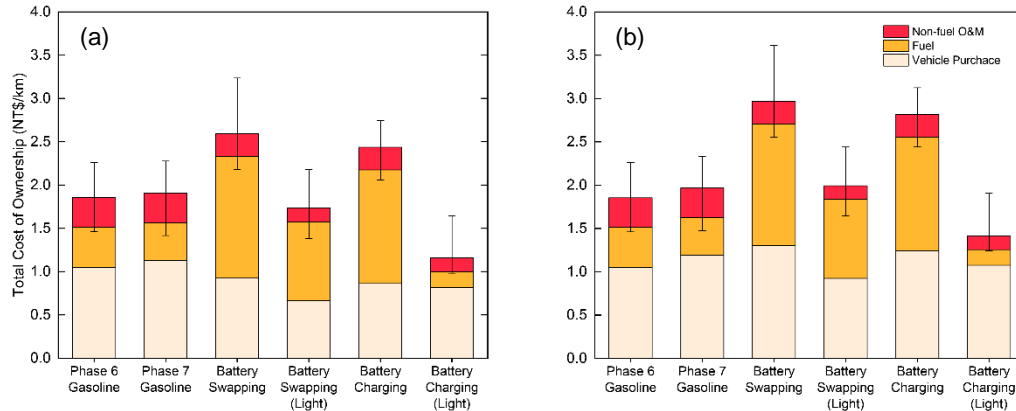 (a)
Total Cost of Ownership (NT$/km)
4.0
3.5
3.0
2.5
2.0
1.5
1.0
0.5
0.0
Phase 6
Gasoline
Phase 7
Gasoline
Battery
Swapping
Battery
Swapping
(Light)
Battery
Charging
Battery
Charging
(Light)
(b)
Non-fuel O&M
Fuel
Vehicle Purchace
4.0
3.5
3.0
2.5
2.0
1.5
1.0
0.5
0.0
Phase 6
Gasoline
Phase 7
Gasoline
Battery
Swapping
Battery
Swapping
(Light)
Battery
Charging
Battery
Charging
(Light)